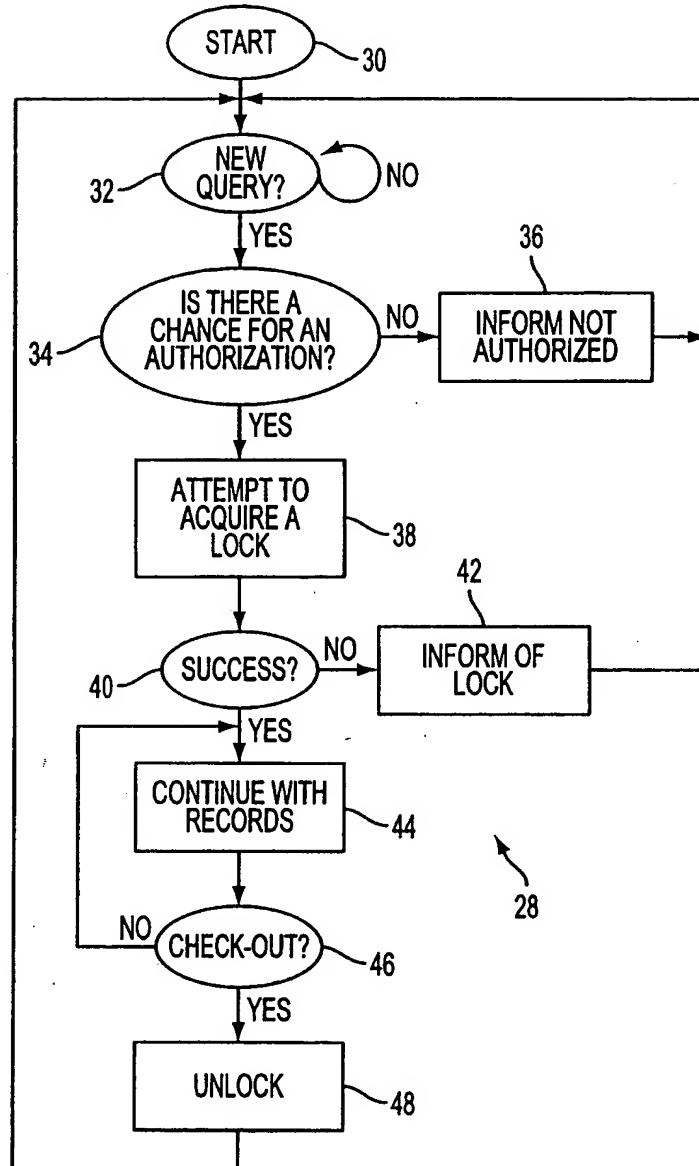 START
30
NEW
QUERY?
32
NO
YES
36
IS THERE A
CHANCE FOR AN
AUTHORIZATION?
34
NO
INFORM NOT
AUTHORIZED
YES
ATTEMPT TO
ACQUIRE A
LOCK
38
42
SUCCESS?
40
NO
INFORM OF
LOCK
YES
CONTINUE WITH
RECORDS
44
28
NO
CHECK-OUT?
46
YES
UNLOCK
48